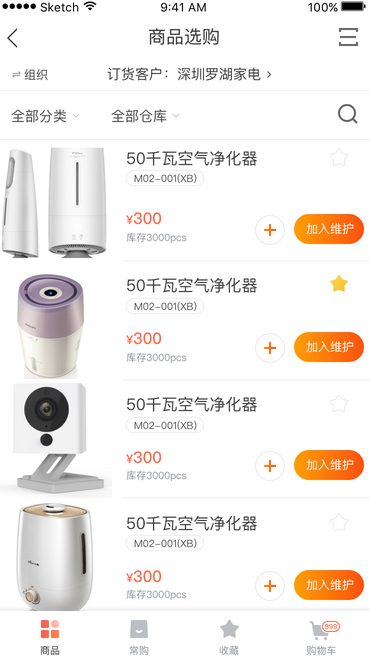 Sketch 9:41 AM 100%
商品选购
组织 订货客户：深圳罗湖家电
全部分类 全部仓库
50千瓦空气净化器
M02-001(XB)
¥300
库存3000pcs
加入维护
50千瓦空气净化器
M02-001(XB)
¥300
库存3000pcs
加入维护
50千瓦空气净化器
M02-001(XB)
¥300
库存3000pcs
加入维护
50千瓦空气净化器
M02-001(XB)
¥300
库存3000pcs
加入维护
999
商品 常购 收藏 购物车